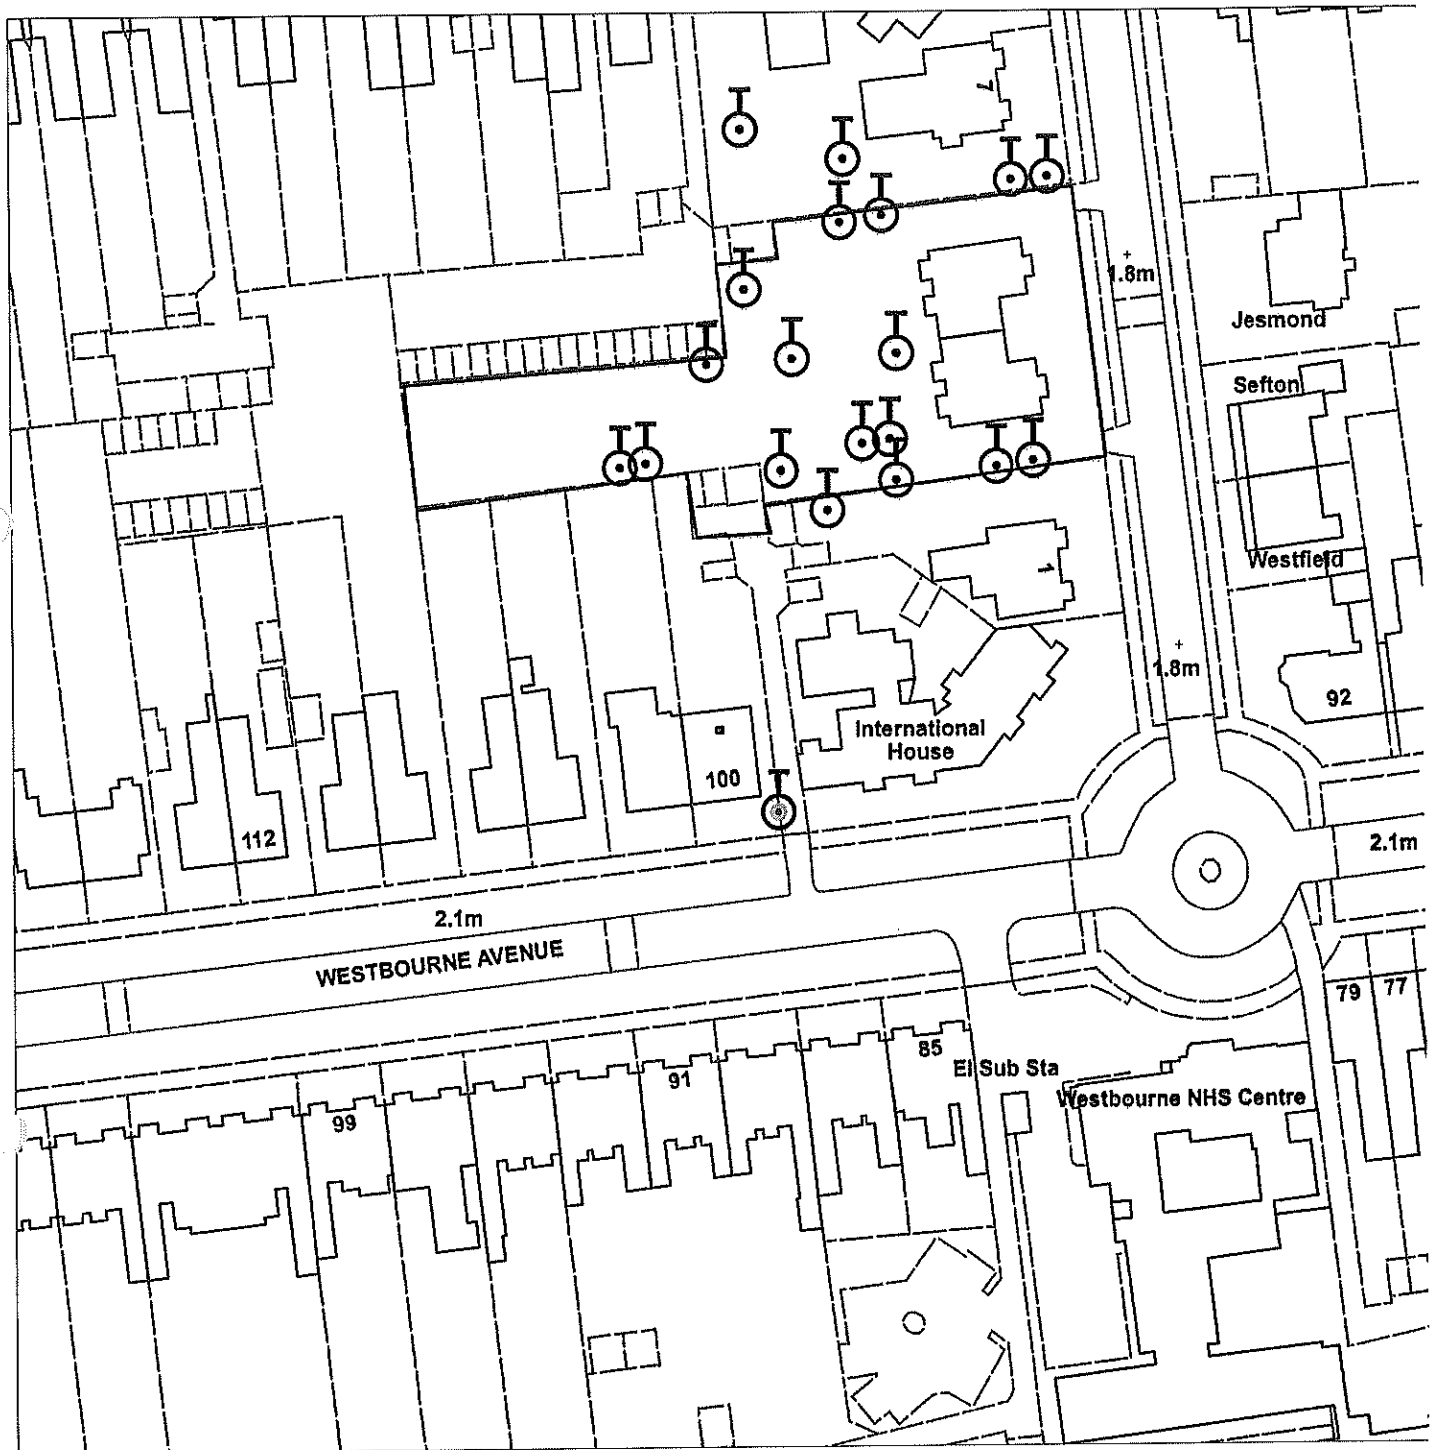 7
1.8m
Jesmond
Sefton
Westfield
1
1.8m
92
International
House
100
112
2.1m
2.1m
WESTBOURNE AVENUE
79
77
85
El Sub Sta
91
Westbourne NHS Centre
99